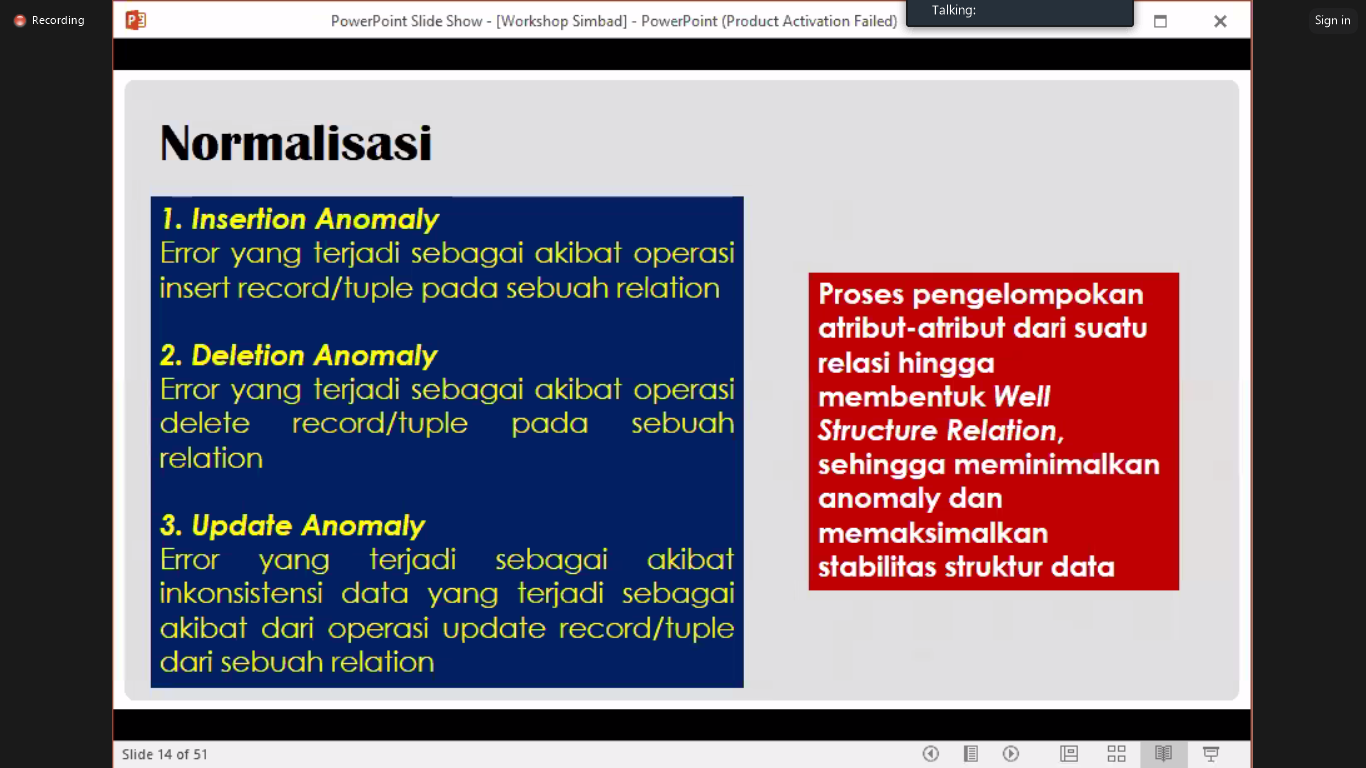 Recording
PowerPoint Slide Show - [Workshop Simbad] - PowerPoint (Product Activation Failed)
Talking:
Sign in
Normalisasi
1. Insertion Anomaly
Error yang terjadi sebagai akibat operasi
insert record/tuple pada sebuah relation
2. Deletion Anomaly
Error yang terjadi sebagai akibat operasi
delete record/tuple pada sebuah
relation
3. Update Anomaly
Error yang terjadi sebagai akibat
inkonsistensi data yang terjadi sebagai
akibat dari operasi update record/tuple
dari sebuah relation
Proses pengelompokan
atribut-atribut dari suatu
relasi hingga
membentuk Well
Structure Relation,
sehingga meminimalkan
anomaly dan
memaksimalkan
stabilitas struktur data
Slide 14 of 51